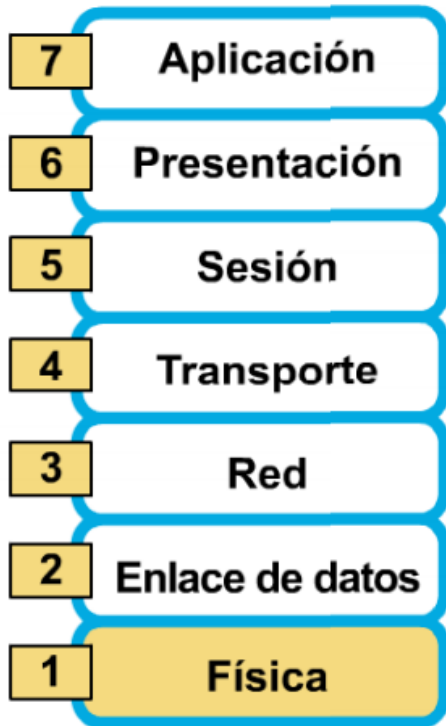 7 Aplicación
6 Presentación
5 Sesión
4 Transporte
3 Red
2 Enlace de datos
1 Física